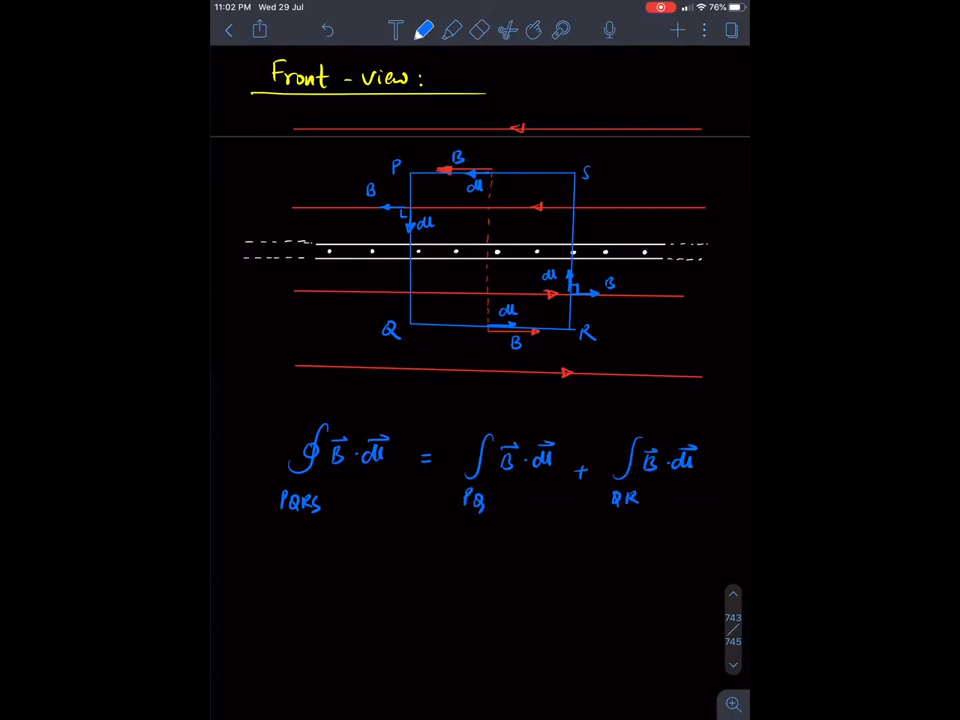 11:02 PM Wed 29 Jul 76%
T
Front - view:
P B S
dl
B
dl
dl B
dl
Q B R
∮ B⃗ · dl⃗ = ∫ B⃗ · dl⃗ + ∫ B⃗ · dl⃗
PQRS PQ QR
743
745